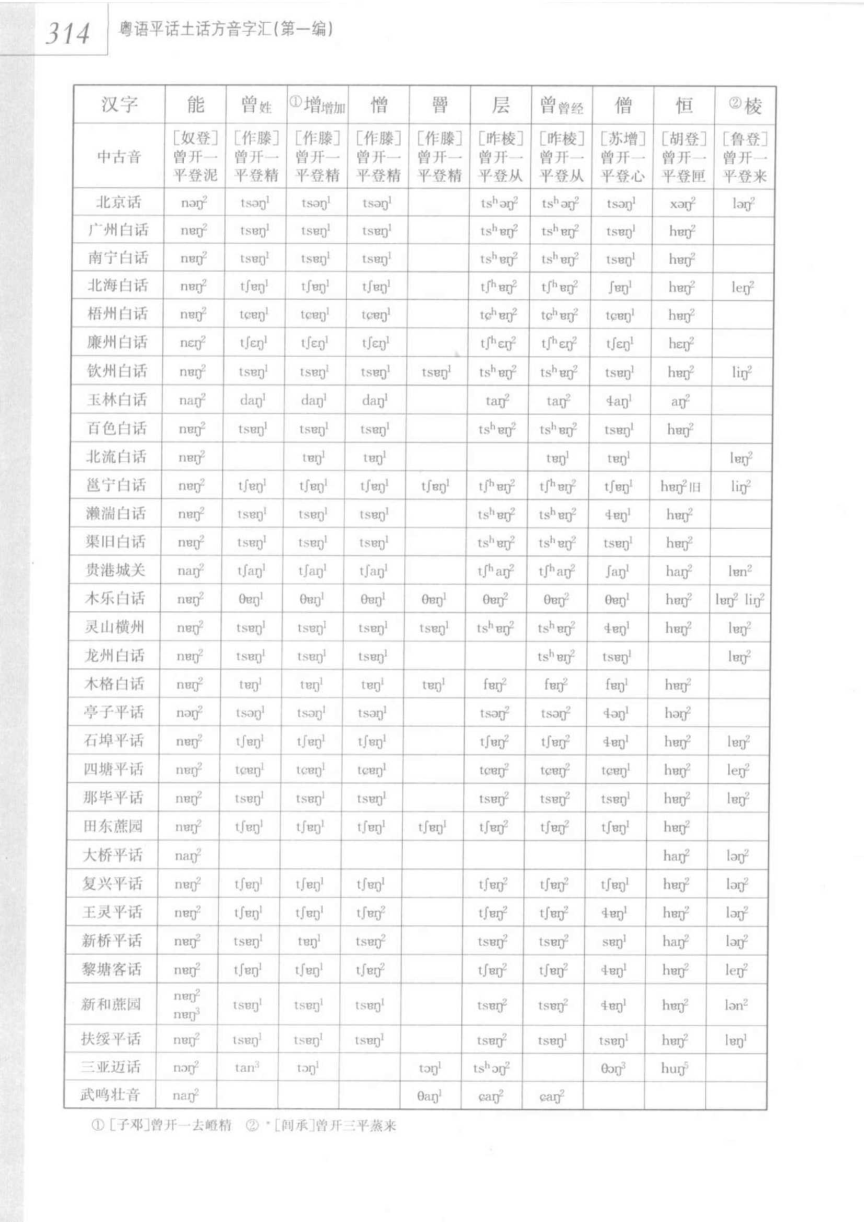 314 粤语平话土话方音字汇(第一编)
汉字 能 曾姓 ①增增加 憎 罾 层 曾曾经 僧 恒 ②棱
中古音 [奴登] [作滕] [作滕] [作滕] [作滕] [昨棱] [昨棱] [苏增] [胡登] [鲁登]
曾开一 曾开一 曾开一 曾开一 曾开一 曾开一 曾开一 曾开一 曾开一 曾开一
平登泥 平登精 平登精 平登精 平登精 平登从 平登从 平登心 平登匣 平登来
北京话 nəŋ² tsəŋ¹ tsəŋ¹ tsəŋ¹ tsʰəŋ² tsʰəŋ² tsəŋ¹ xəŋ² ləŋ²
广州白话 nɐŋ² tsɐŋ¹ tsɐŋ¹ tsɐŋ¹ tsʰɐŋ² tsʰɐŋ² tsɐŋ¹ hɐŋ²
南宁白话 nɐŋ² tsɐŋ¹ tsɐŋ¹ tsɐŋ¹ tsʰɐŋ² tsʰɐŋ² tsɐŋ¹ hɐŋ²
北海白话 nɐŋ² tʃɐŋ¹ tʃɐŋ¹ tʃɐŋ¹ tʃʰɐŋ² tʃʰɐŋ² ʃɐŋ¹ hɐŋ² leŋ²
梧州白话 nɐŋ² tɕɐŋ¹ tɕɐŋ¹ tɕɐŋ¹ tɕʰɐŋ² tɕʰɐŋ² tɕɐŋ¹ hɐŋ²
廉州白话 nɛŋ² tʃɛŋ¹ tʃɛŋ¹ tʃɛŋ¹ tʃʰɛŋ² tʃʰɛŋ² tʃɛŋ¹ hɛŋ²
钦州白话 nɐŋ² tsɐŋ¹ tsɐŋ¹ tsɐŋ¹ tsɐŋ¹ tsʰɐŋ² tsʰɐŋ² tsɐŋ¹ hɐŋ² liŋ²
玉林白话 naŋ² daŋ¹ daŋ¹ daŋ¹ taŋ² taŋ² ɬaŋ¹ aŋ²
百色白话 nɐŋ² tsɐŋ¹ tsɐŋ¹ tsɐŋ¹ tsʰɐŋ² tsʰɐŋ² tsɐŋ¹ hɐŋ²
北流白话 nɐŋ² tɐŋ¹ tɐŋ¹ tɐŋ¹ tɐŋ¹ lɐŋ²
邕宁白话 nɐŋ² tʃɐŋ¹ tʃɐŋ¹ tʃɐŋ¹ tʃɐŋ¹ tʃʰɐŋ² tʃʰɐŋ² tʃɐŋ¹ hɐŋ²旧 liŋ²
濑湍白话 nɐŋ² tsɐŋ¹ tsɐŋ¹ tsɐŋ¹ tsʰɐŋ² tsʰɐŋ² ɬɐŋ¹ hɐŋ²
渠旧白话 nɐŋ² tsɐŋ¹ tsɐŋ¹ tsɐŋ¹ tsʰɐŋ² tsʰɐŋ² tsɐŋ¹ hɐŋ²
贵港城关 naŋ² tʃaŋ¹ tʃaŋ¹ tʃaŋ¹ tʃʰaŋ² tʃʰaŋ² ʃaŋ¹ haŋ² lɐn²
木乐白话 nɐŋ² θɐŋ¹ θɐŋ¹ θɐŋ¹ θɐŋ¹ θɐŋ² θɐŋ² θɐŋ¹ hɐŋ² lɐŋ² liŋ²
灵山横州 nɐŋ² tsɐŋ¹ tsɐŋ¹ tsɐŋ¹ tsɐŋ¹ tsʰɐŋ² tsʰɐŋ² ɬɐŋ¹ hɐŋ² lɐŋ²
龙州白话 nɐŋ² tsɐŋ¹ tsɐŋ¹ tsɐŋ¹ tsʰɐŋ² tsɐŋ¹ lɐŋ²
木格白话 nɐŋ² tɐŋ¹ tɐŋ¹ tɐŋ¹ tɐŋ¹ fɐŋ² fɐŋ² fɐŋ¹ hɐŋ²
亭子平话 nəŋ² tsəŋ¹ tsəŋ¹ tsəŋ¹ tsəŋ² tsəŋ² ɬəŋ¹ həŋ²
石埠平话 nɐŋ² tʃɐŋ¹ tʃɐŋ¹ tʃɐŋ¹ tʃɐŋ² tʃɐŋ² ɬɐŋ¹ hɐŋ² lɐŋ²
四塘平话 nɐŋ² tɕɐŋ¹ tɕɐŋ¹ tɕɐŋ¹ tɕɐŋ² tɕɐŋ² tɕɐŋ¹ hɐŋ² leŋ²
那毕平话 nɐŋ² tsɐŋ¹ tsɐŋ¹ tsɐŋ¹ tsɐŋ² tsɐŋ² tsɐŋ¹ hɐŋ² lɐŋ²
田东蔗园 nɐŋ² tʃɐŋ¹ tʃɐŋ¹ tʃɐŋ¹ tʃɐŋ¹ tʃɐŋ² tʃɐŋ² tʃɐŋ¹ hɐŋ²
大桥平话 naŋ² haŋ² ləŋ²
复兴平话 nɐŋ² tʃɐŋ¹ tʃɐŋ¹ tʃɐŋ¹ tʃɐŋ² tʃɐŋ² tʃɐŋ¹ hɐŋ² ləŋ²
王灵平话 nɐŋ² tʃɐŋ¹ tʃɐŋ¹ tʃɐŋ² tʃɐŋ² tʃɐŋ² ɬɐŋ¹ hɐŋ² ləŋ²
新桥平话 nɐŋ² tsɐŋ¹ tɐŋ¹ tsɐŋ² tsɐŋ² tsɐŋ² sɐŋ¹ haŋ² ləŋ²
黎塘客话 nɐŋ² tʃɐŋ¹ tʃɐŋ¹ tʃɐŋ² tʃɐŋ² tʃɐŋ² ɬɐŋ¹ hɐŋ² leŋ²
新和蔗园 nɐŋ² nɐŋ³ tsɐŋ¹ tsɐŋ¹ tsɐŋ¹ tsɐŋ² tsɐŋ² ɬɐŋ¹ hɐŋ² lən²
扶绥平话 nɐŋ² tsɐŋ¹ tsɐŋ¹ tsɐŋ¹ tsɐŋ² tsɐŋ¹ tsɐŋ¹ hɐŋ² lɐŋ¹
三亚迈话 nɔŋ² tan³ tɔŋ¹ tɔŋ¹ tsʰɔŋ² θɔŋ³ huŋ⁵
武鸣壮音 naŋ² θaŋ¹ ɕaŋ² ɕaŋ²
①[子邓]曾开一去嶝精 ②*[闾承]曾开三平蒸来